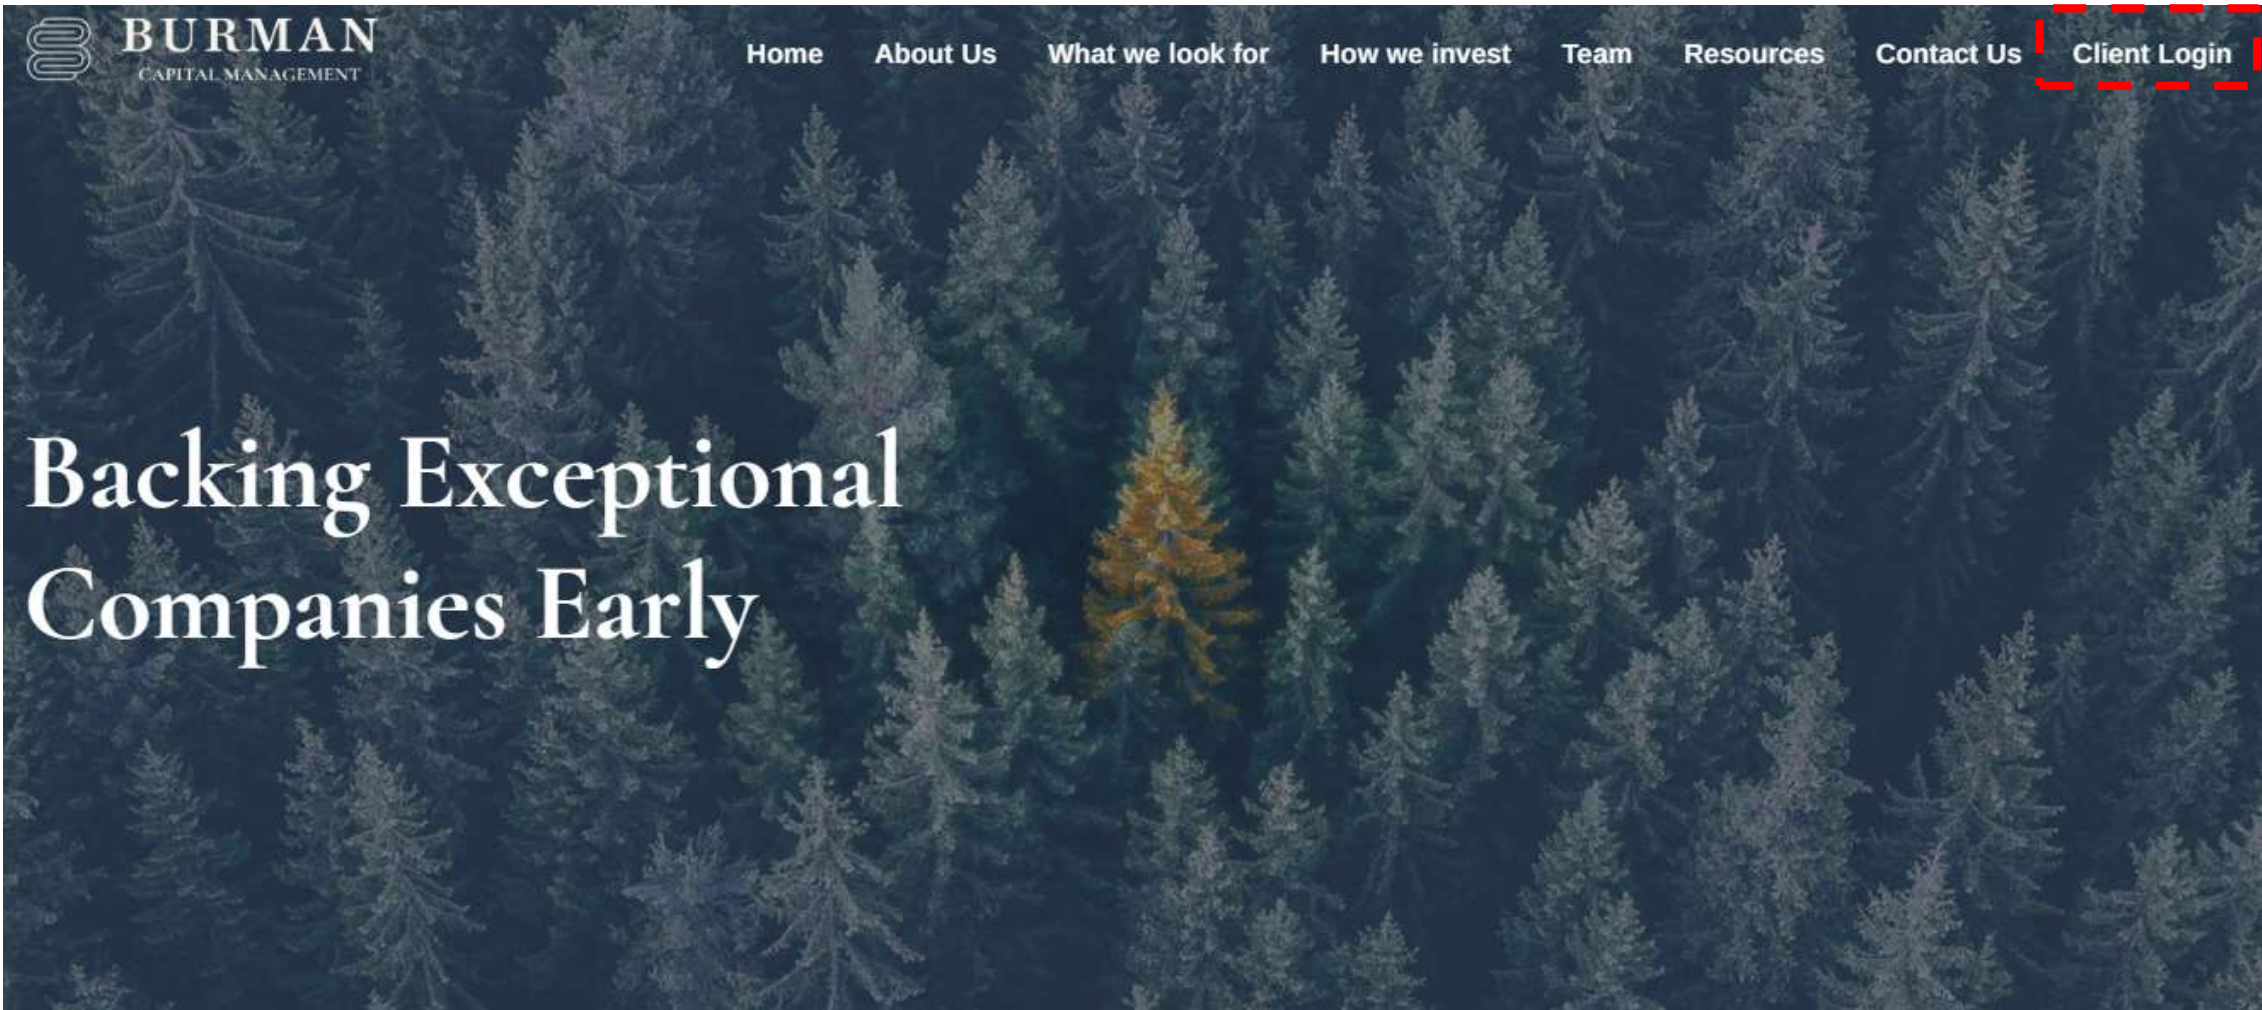 BURMAN
CAPITAL MANAGEMENT
Home About Us What we look for How we invest Team Resources Contact Us Client Login
Backing Exceptional
Companies Early